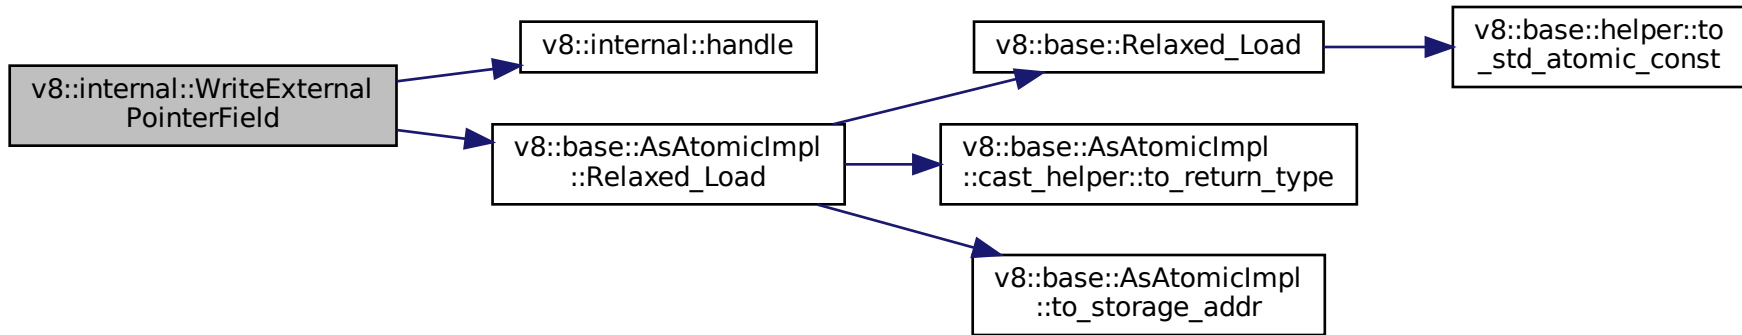 v8::internal::WriteExternal
PointerField
v8::internal::handle
v8::base::AsAtomicImpl
::Relaxed_Load
v8::base::Relaxed_Load
v8::base::helper::to
_std_atomic_const
v8::base::AsAtomicImpl
::cast_helper::to_return_type
v8::base::AsAtomicImpl
::to_storage_addr